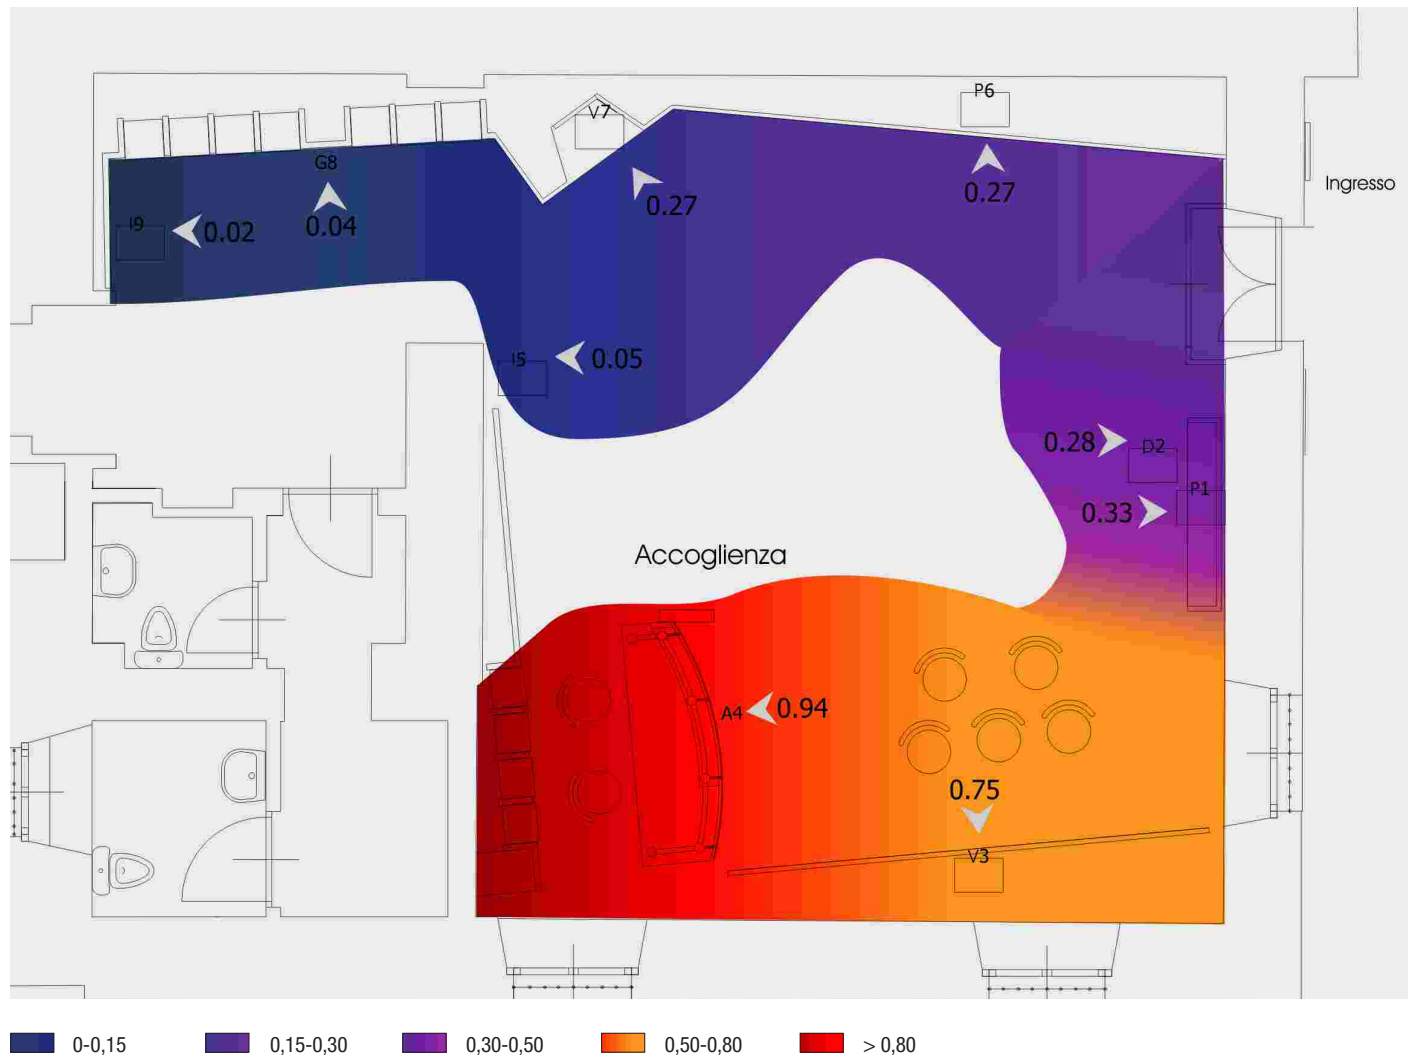 P6
V7
G8
Ingresso
0.27
0.27
I9
0.02
0.04
I5
0.05
0.28
D2
P1
0.33
Accoglienza
A4
0.94
0.75
V3
0-0,15
0,15-0,30
0,30-0,50
0,50-0,80
> 0,80